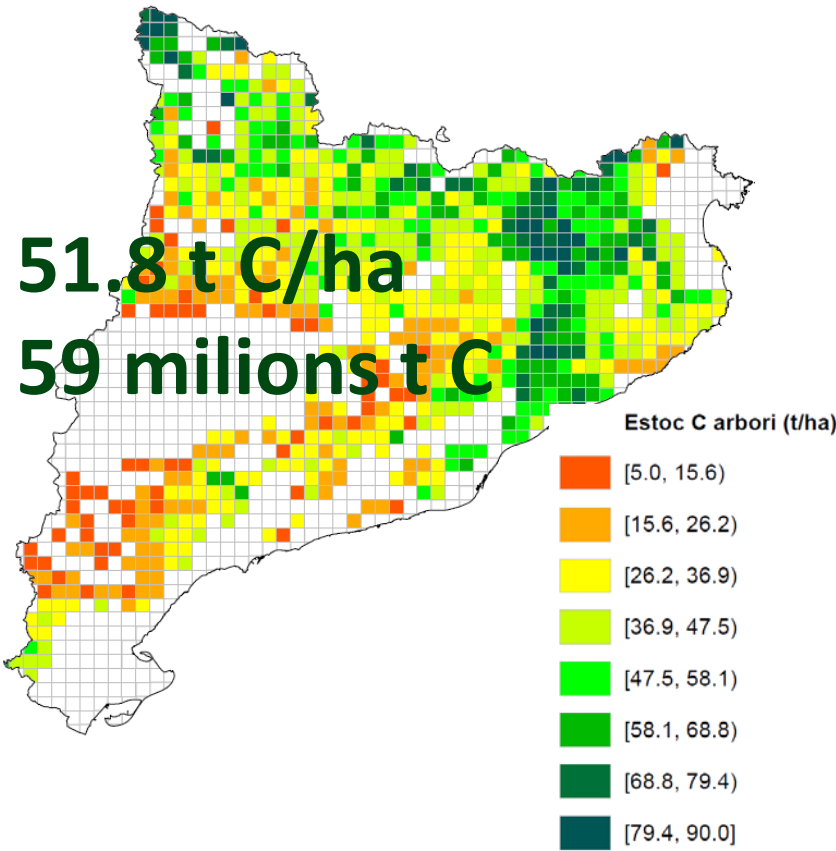 51.8 t C/ha
59 milions t C
Estoc C arbori (t/ha)
[5.0, 15.6)
[15.6, 26.2)
[26.2, 36.9)
[36.9, 47.5)
[47.5, 58.1)
[58.1, 68.8)
[68.8, 79.4)
[79.4, 90.0]